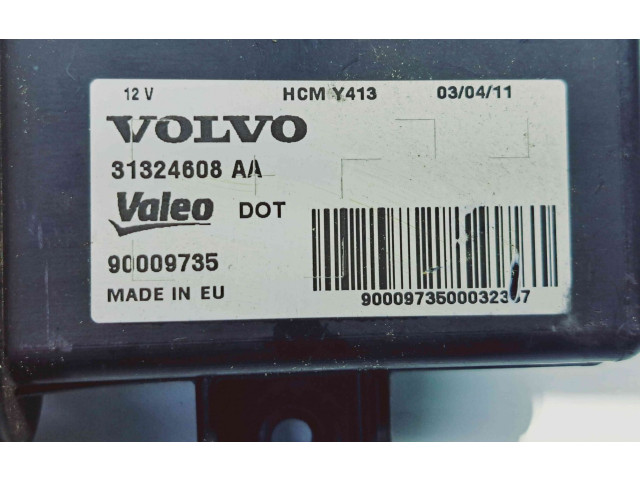 12 V HCM Y413 03/04/11
VOLVO
31324608 AA
Valeo DOT
90009735
MADE IN EU